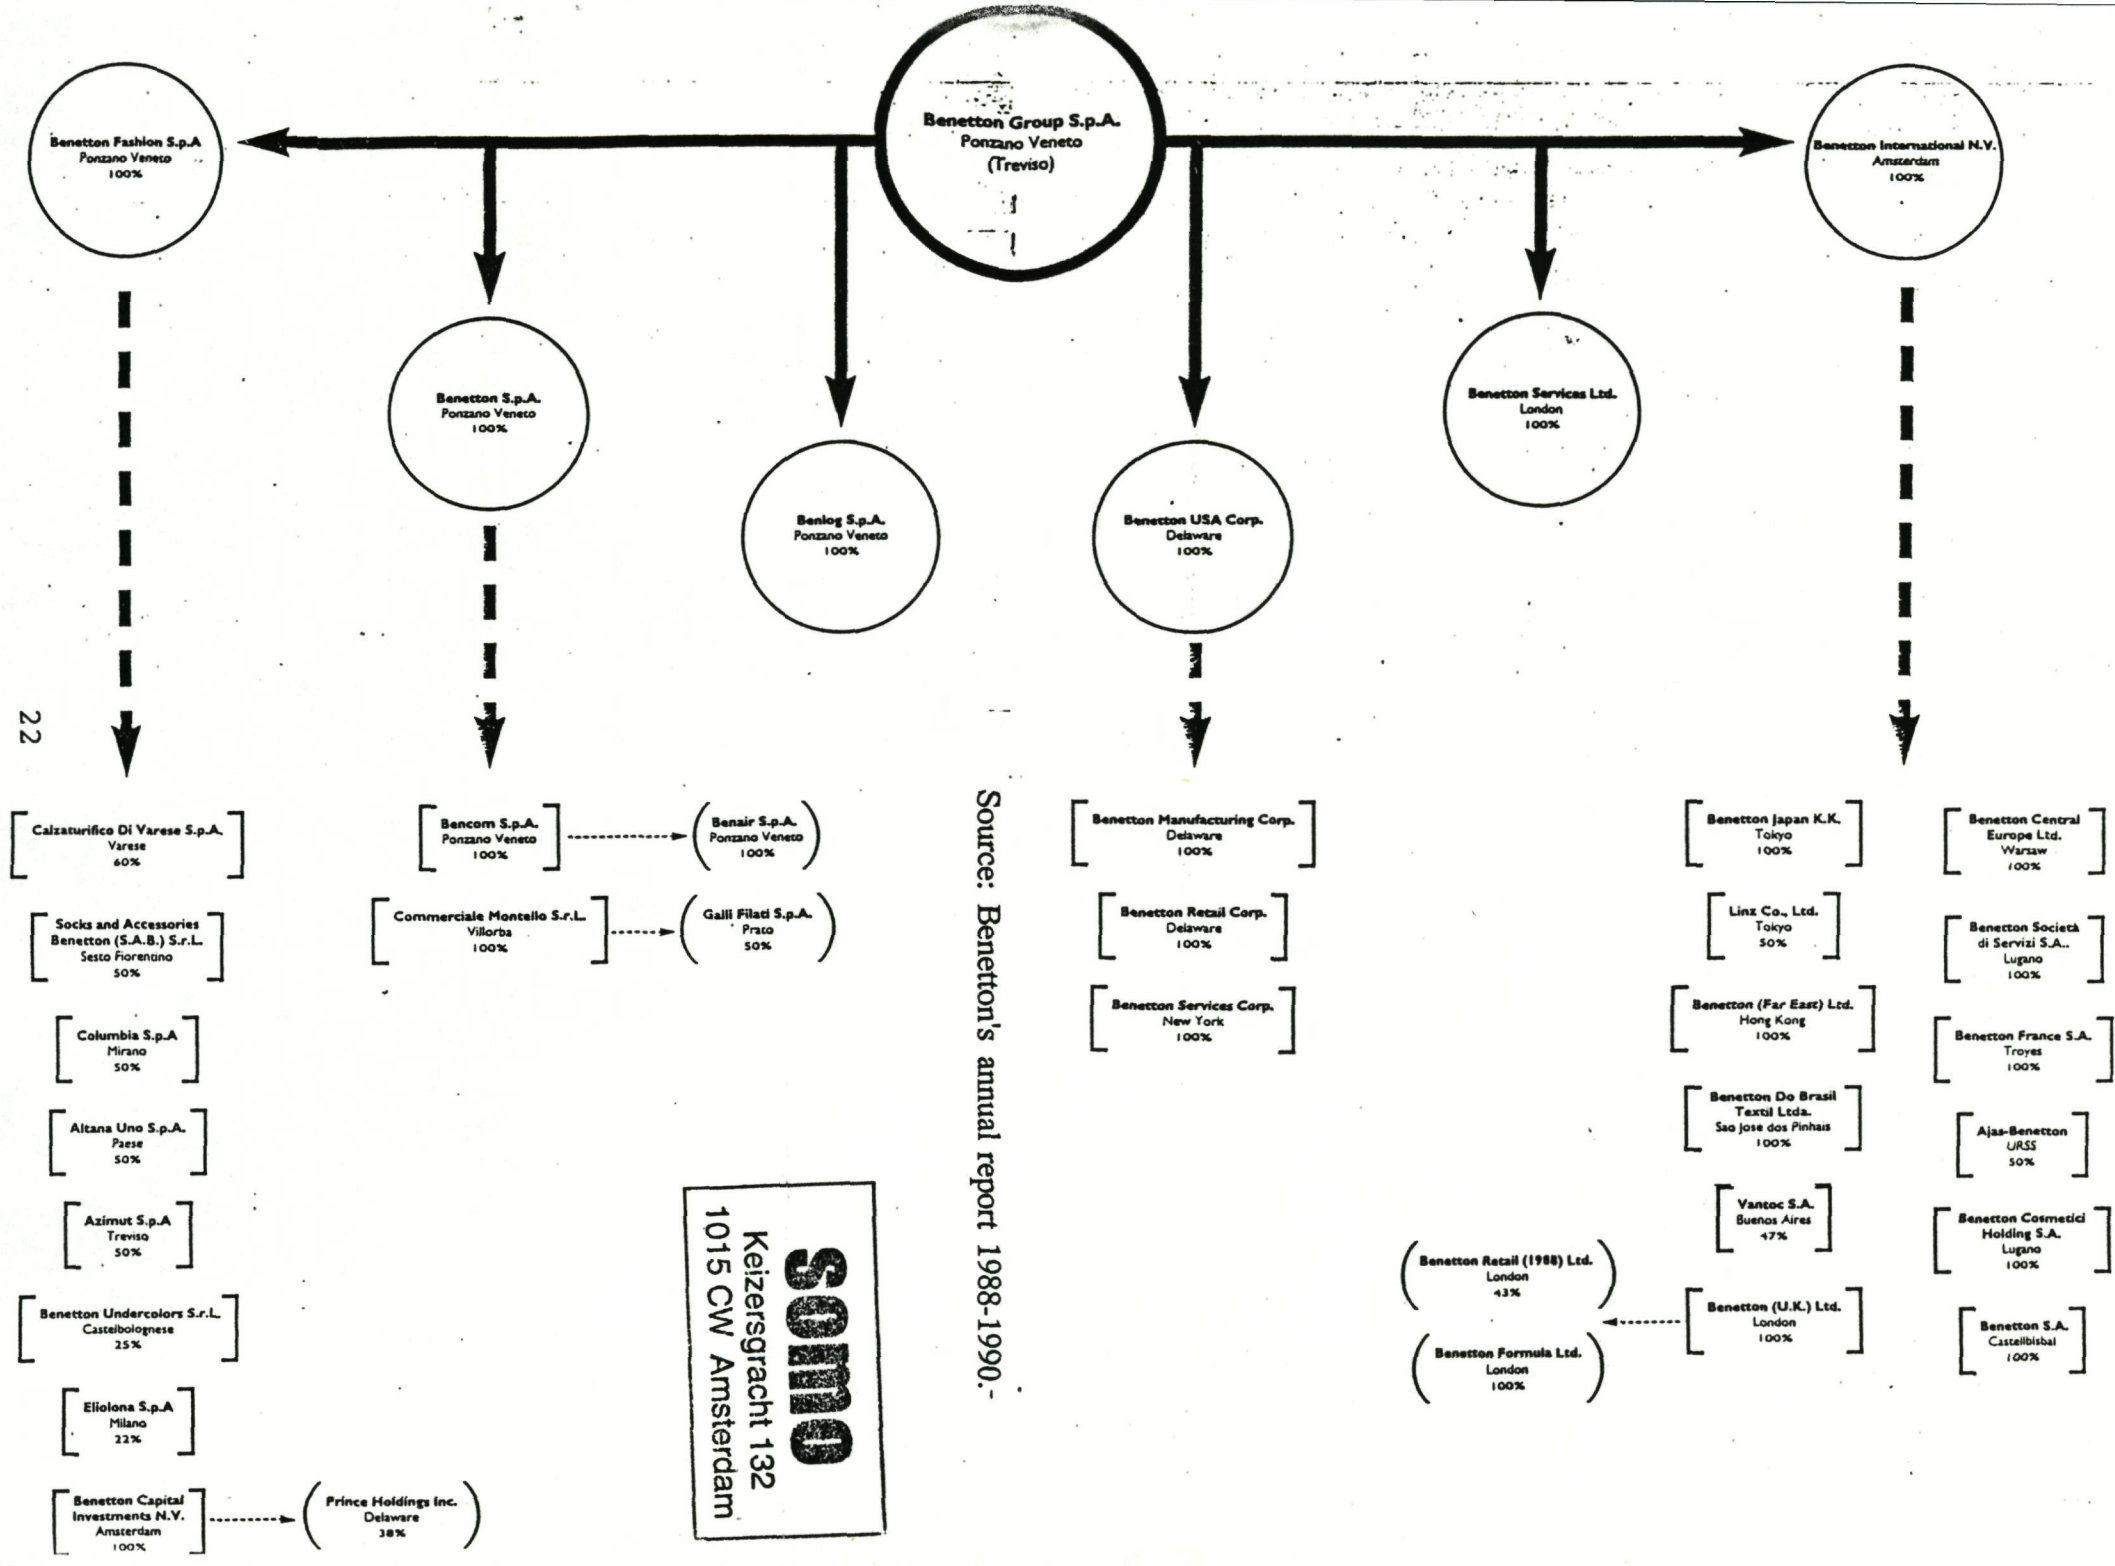 Benetton Group S.p.A.
Ponzano Veneto
(Treviso)
Benetton Fashion S.p.A
Ponzano Veneto
100%
Benetton International N.V.
Amsterdam
100%
Benetton S.p.A.
Ponzano Veneto
100%
Benetton Services Ltd.
London
100%
Benlog S.p.A.
Ponzano Veneto
100%
Benetton USA Corp.
Delaware
100%
22
Calzaturifico Di Varese S.p.A.
Varese
60%
Socks and Accessories
Benetton (S.A.B.) S.r.L.
Sesto Fiorentino
50%
Columbia S.p.A
Mirano
50%
Altana Uno S.p.A.
Paese
50%
Azimut S.p.A
Treviso
50%
Benetton Undercolors S.r.L.
Castelbolognese
25%
Eliolona S.p.A
Milano
22%
Benetton Capital
Investments N.V.
Amsterdam
100%
Prince Holdings Inc.
Delaware
38%
Bencom S.p.A.
Ponzano Veneto
100%
Benair S.p.A.
Ponzano Veneto
100%
Commerciale Montello S.r.L.
Villorba
100%
Galli Filati S.p.A.
Prato
50%
somo
Keizersgracht 132
1015 CW Amsterdam
Source: Benetton's annual report 1988-1990.-
Benetton Manufacturing Corp.
Delaware
100%
Benetton Retail Corp.
Delaware
100%
Benetton Services Corp.
New York
100%
Benetton Japan K.K.
Tokyo
100%
Linz Co., Ltd.
Tokyo
50%
Benetton (Far East) Ltd.
Hong Kong
100%
Benetton Do Brasil
Textil Ltda.
Sao Jose dos Pinhais
100%
Vantoc S.A.
Buenos Aires
47%
Benetton (U.K.) Ltd.
London
100%
Benetton Retail (1988) Ltd.
London
43%
Benetton Formula Ltd.
London
100%
Benetton Central
Europe Ltd.
Warsaw
100%
Benetton Società
di Servizi S.A..
Lugano
100%
Benetton France S.A.
Troyes
100%
Ajas-Benetton
URSS
50%
Benetton Cosmetici
Holding S.A.
Lugano
100%
Benetton S.A.
Castellbisbal
100%